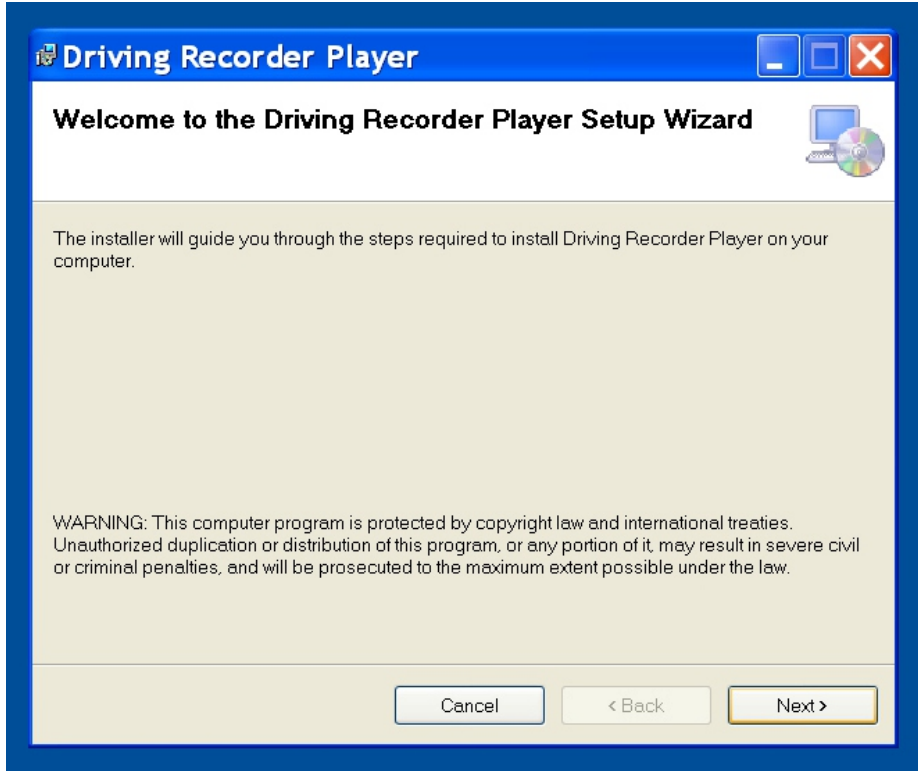 Driving Recorder Player
Welcome to the Driving Recorder Player Setup Wizard
The installer will guide you through the steps required to install Driving Recorder Player on your
computer.
WARNING: This computer program is protected by copyright law and international treaties.
Unauthorized duplication or distribution of this program, or any portion of it, may result in severe civil
or criminal penalties, and will be prosecuted to the maximum extent possible under the law.
Cancel
< Back
Next >